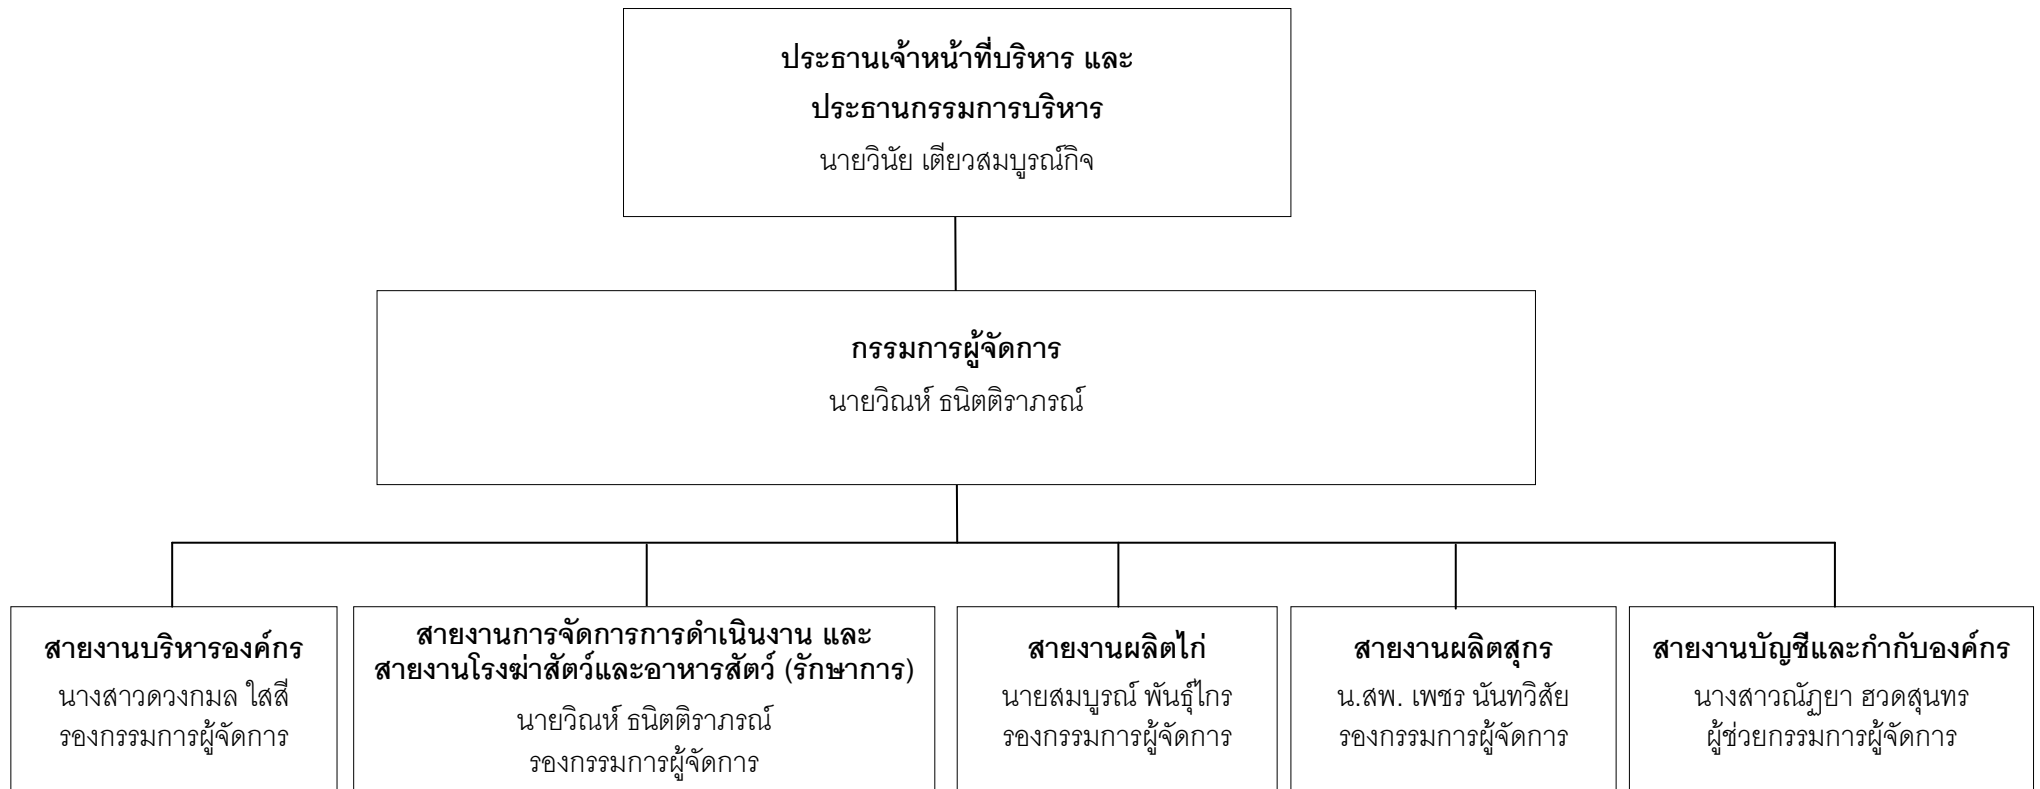 ประธานเจ้าหน้าที่บริหาร และ
ประธานกรรมการบริหาร
นายวินัย เตียวสมบูรณ์กิจ
กรรมการผู้จัดการ
นายวิณห์ ธนิตติราภรณ์
สายงานบริหารองค์กร
นางสาวดวงกมล ใสสี
รองกรรมการผู้จัดการ
สายงานการจัดการการดำเนินงาน และ
สายงานโรงฆ่าสัตว์และอาหารสัตว์ (รักษาการ)
นายวิณห์ ธนิตติราภรณ์
รองกรรมการผู้จัดการ
สายงานผลิตไก่
นายสมบูรณ์ พันธุ์ไกร
รองกรรมการผู้จัดการ
สายงานผลิตสุกร
น.สพ. เพชร นันทวิสัย
รองกรรมการผู้จัดการ
สายงานบัญชีและกำกับองค์กร
นางสาวณัฏยา ฮวดสุนทร
ผู้ช่วยกรรมการผู้จัดการ